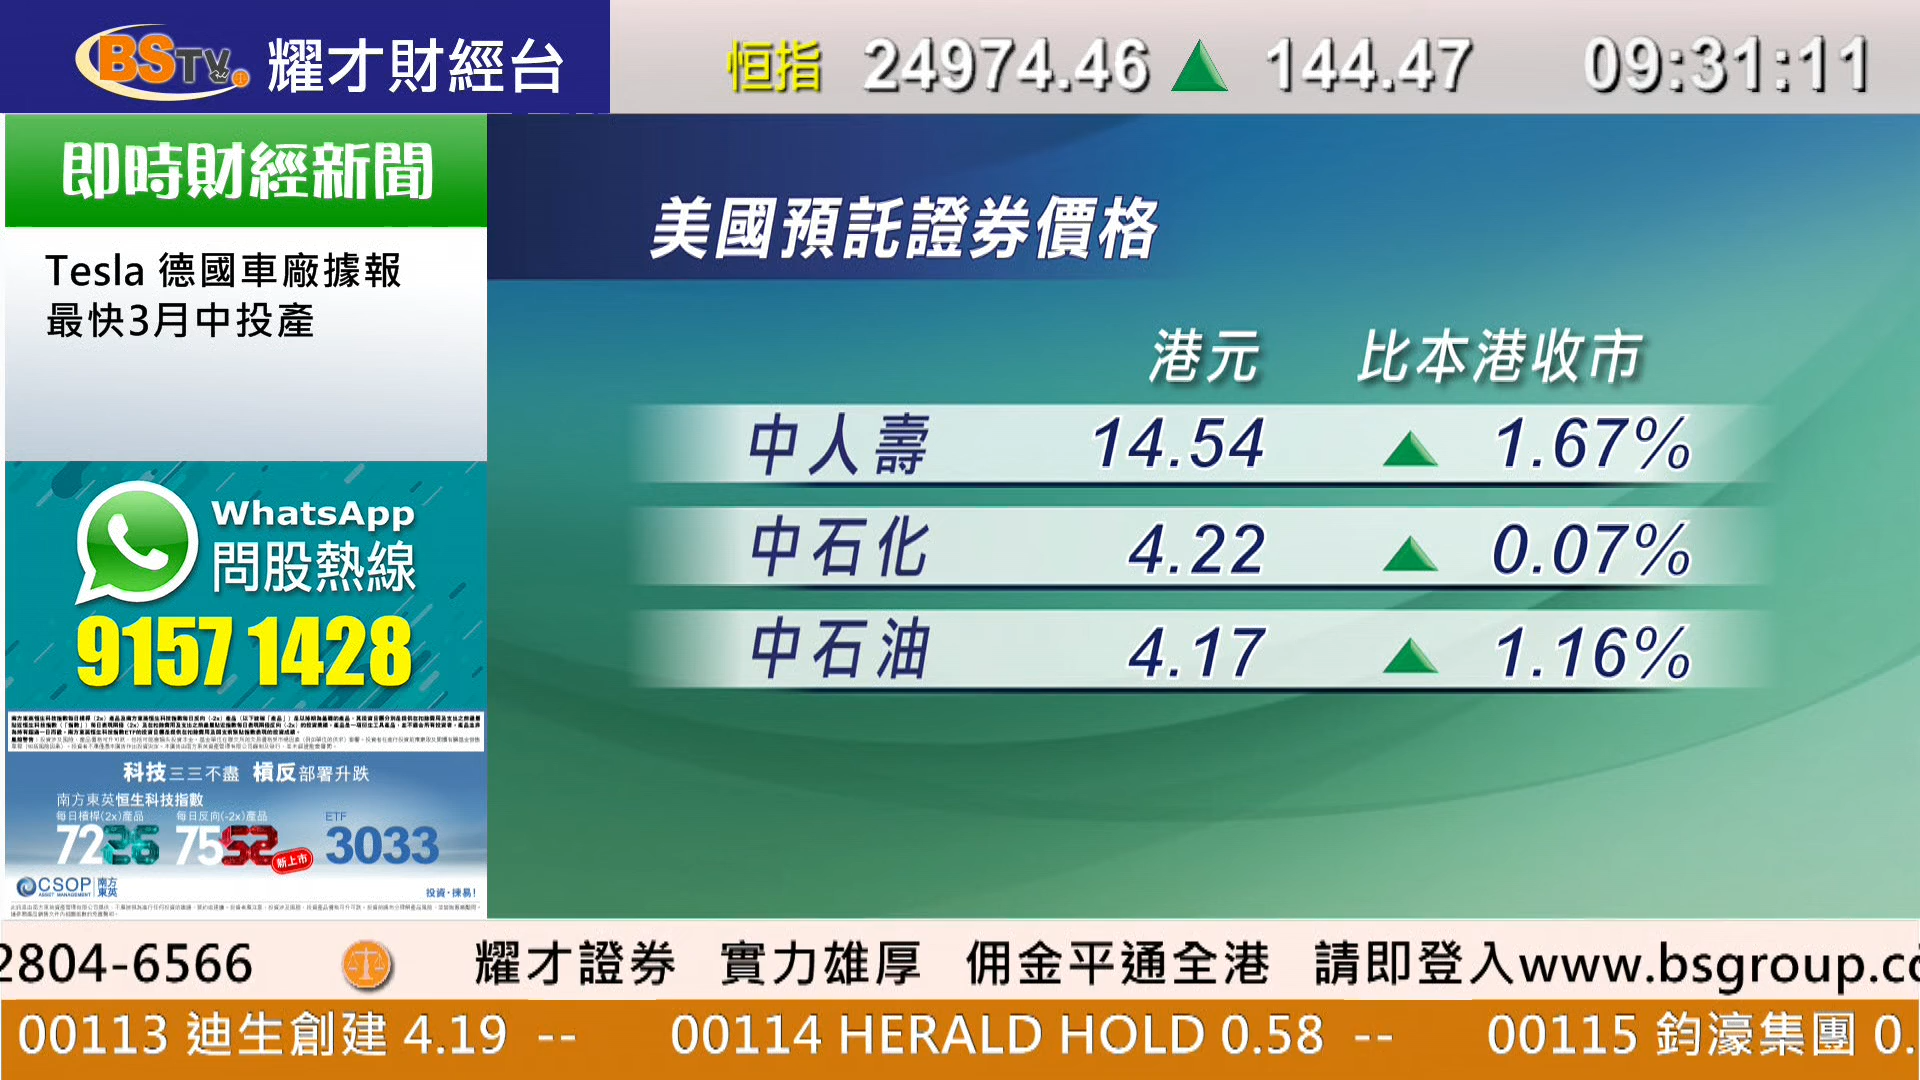 BSTV 耀才財經台
恒指 24974.46 ▲ 144.47 09:31:11
即時財經新聞
Tesla 德國車廠據報
最快3月中投產
WhatsApp
問股熱線
9157 1428
科技三三不盡 槓反部署升跌
南方東英恒生科技指數
每日槓桿(2x)產品 每日反向(-2x)產品 ETF
7226 7552 新上市 3033
CSOP 南方東英
ASSET MANAGEMENT
投資·揀易!
美國預託證券價格
港元 比本港收市
中人壽 14.54 ▲ 1.67%
中石化 4.22 ▲ 0.07%
中石油 4.17 ▲ 1.16%
2804-6566 耀才證券 實力雄厚 佣金平通全港 請即登入www.bsgroup.co
00113 迪生創建 4.19 -- 00114 HERALD HOLD 0.58 -- 00115 鈞濠集團 0.